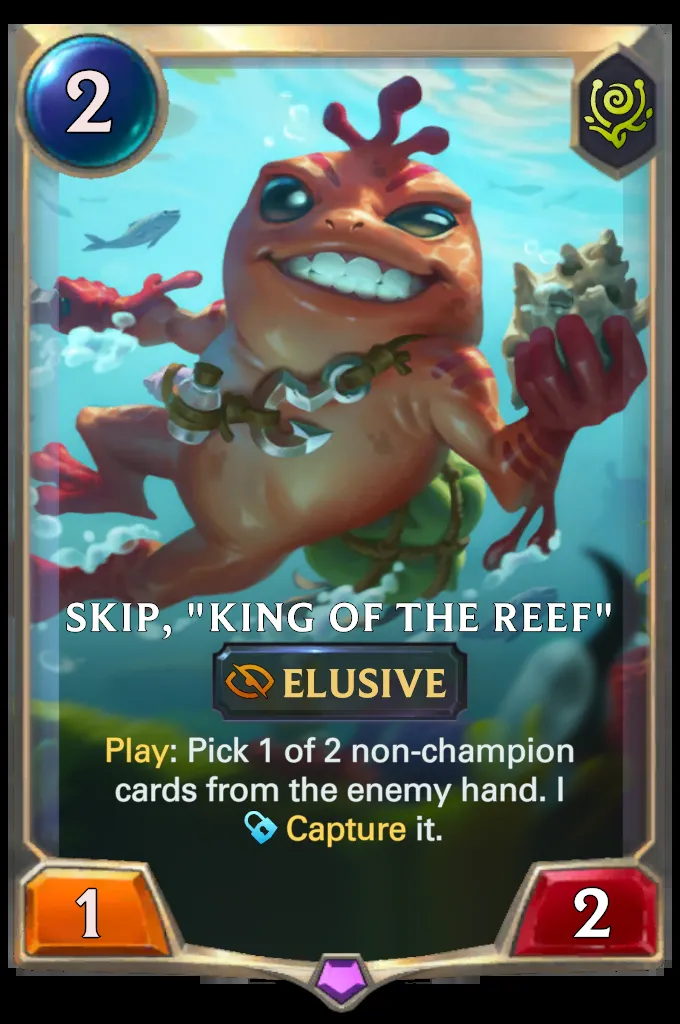 2
SKIP, "KING OF THE REEF"
ELUSIVE
Play: Pick 1 of 2 non-champion
cards from the enemy hand. I
Capture it.
1
2